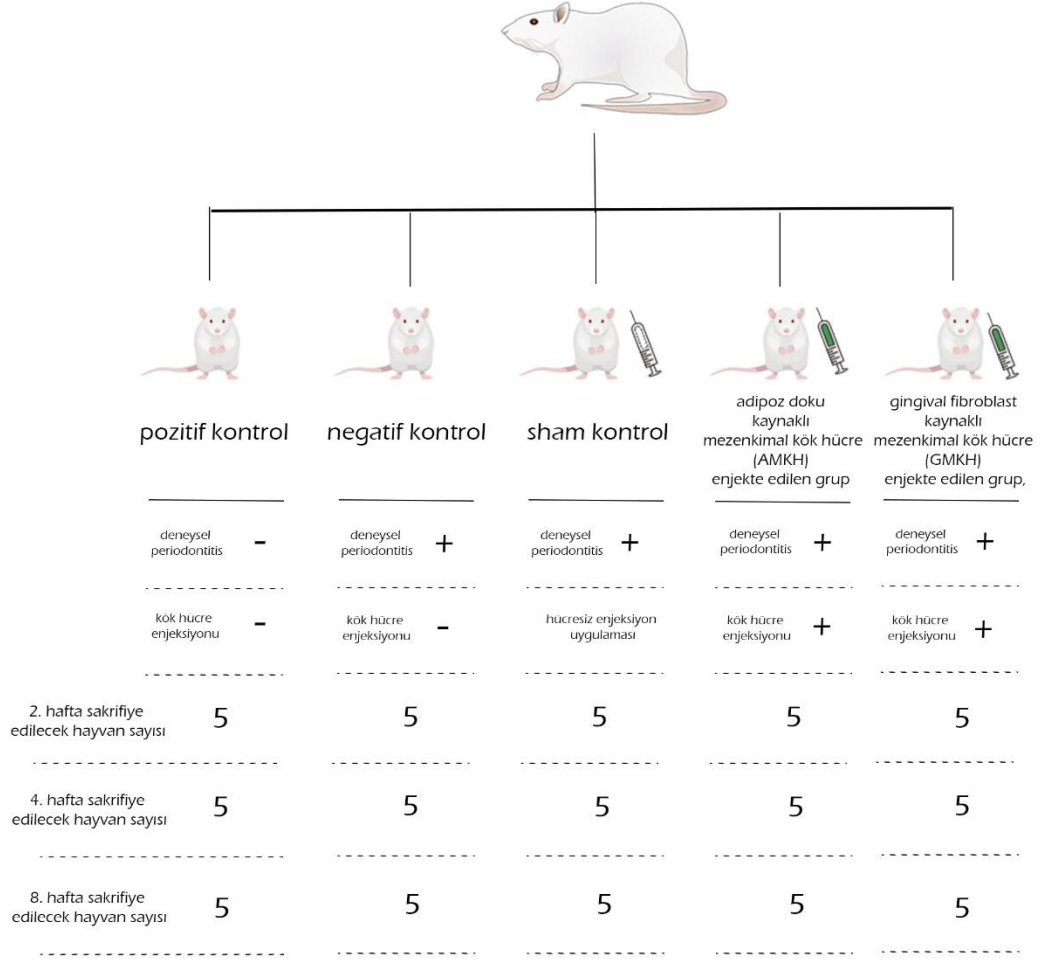 pozitif kontrol
negatif kontrol
sham kontrol
adipoz doku
kaynaklı
mezenkimal kök hücre
(AMKH)
enjekte edilen grup
gingival fibroblast
kaynaklı
mezenkimal kök hücre
(GMKH)
enjekte edilen grup,
deneysel
periodontitis -
deneysel
periodontitis +
deneysel
periodontitis +
deneysel
periodontitis +
deneysel
periodontitis +
kök hücre
enjeksiyonu -
kök hücre
enjeksiyonu -
hücresiz enjeksiyon
uygulaması
kök hücre
enjeksiyonu +
kök hücre
enjeksiyonu +
2. hafta sakrifiye
edilecek hayvan sayısı
5 5 5 5 5
4. hafta sakrifiye
edilecek hayvan sayısı
5 5 5 5 5
8. hafta sakrifiye
edilecek hayvan sayısı
5 5 5 5 5